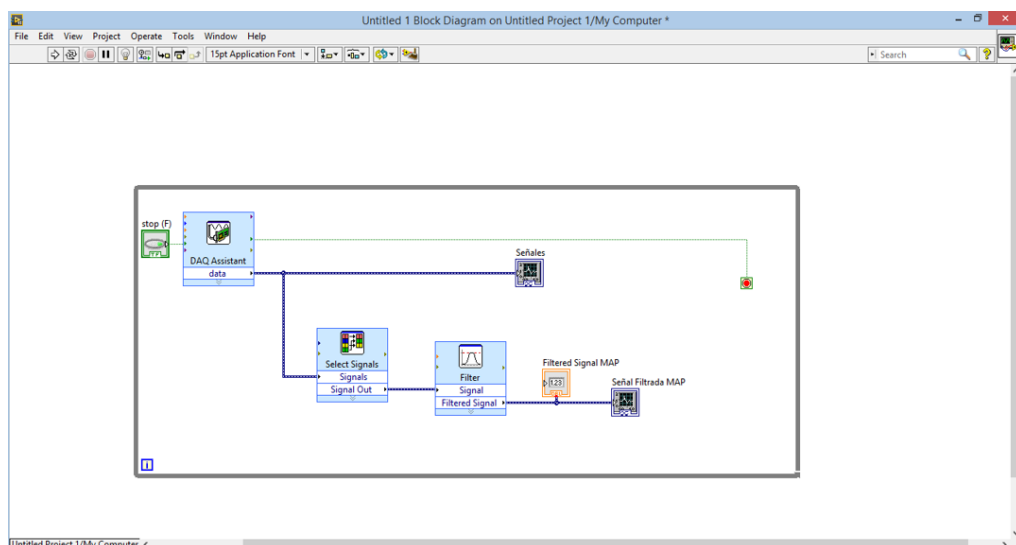 Untitled 1 Block Diagram on Untitled Project 1/My Computer *
File Edit View Project Operate Tools Window Help
15pt Application Font
Search
stop (F)
DAQ Assistant
data
Señales
Select Signals
Signals
Signal Out
Filter
Signal
Filtered Signal
Filtered Signal MAP
1.23
Señal Filtrada MAP
i
Untitled Project 1/My Computer